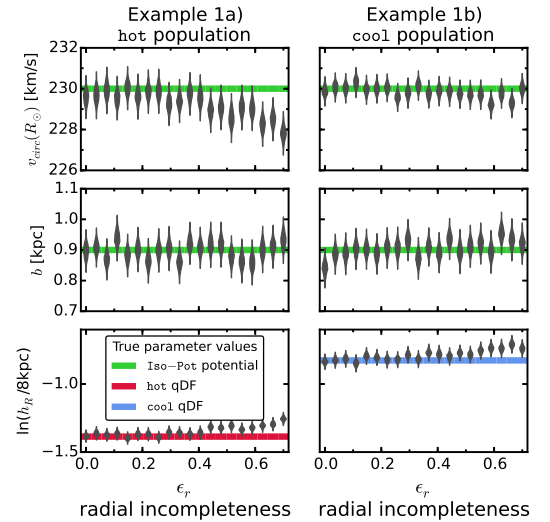 Example 1a)
hot population
Example 1b)
cool population
v_circ(R_⊙) [km/s]
232
230
228
226
b [kpc]
1.1
1.0
0.9
0.8
0.7
ln(h_R/8kpc)
−1.0
−1.5
True parameter values
Iso-Pot potential
hot qDF
cool qDF
0.0 0.2 0.4 0.6
0.0 0.2 0.4 0.6
ϵ_r
ϵ_r
radial incompleteness
radial incompleteness